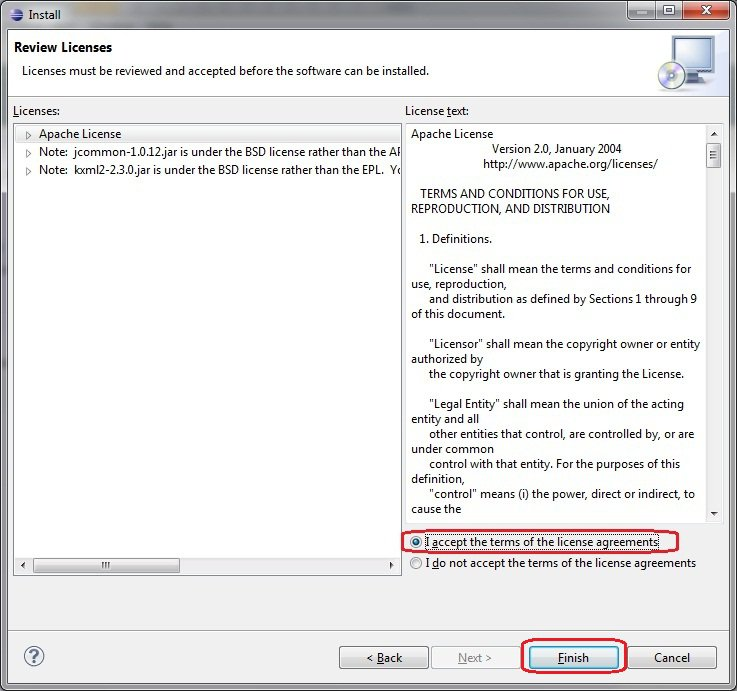 Install
Review Licenses
Licenses must be reviewed and accepted before the software can be installed.
Licenses:
Apache License
Note: jcommon-1.0.12.jar is under the BSD license rather than the AP
Note: kxml2-2.3.0.jar is under the BSD license rather than the EPL. Yo
License text:
Apache License
Version 2.0, January 2004
http://www.apache.org/licenses/
TERMS AND CONDITIONS FOR USE,
REPRODUCTION, AND DISTRIBUTION
1. Definitions.
"License" shall mean the terms and conditions for
use, reproduction,
and distribution as defined by Sections 1 through 9
of this document.
"Licensor" shall mean the copyright owner or entity
authorized by
the copyright owner that is granting the License.
"Legal Entity" shall mean the union of the acting
entity and all
other entities that control, are controlled by, or are
under common
control with that entity. For the purposes of this
definition,
"control" means (i) the power, direct or indirect, to
cause the
I accept the terms of the license agreements
I do not accept the terms of the license agreements
?
< Back
Next >
Finish
Cancel